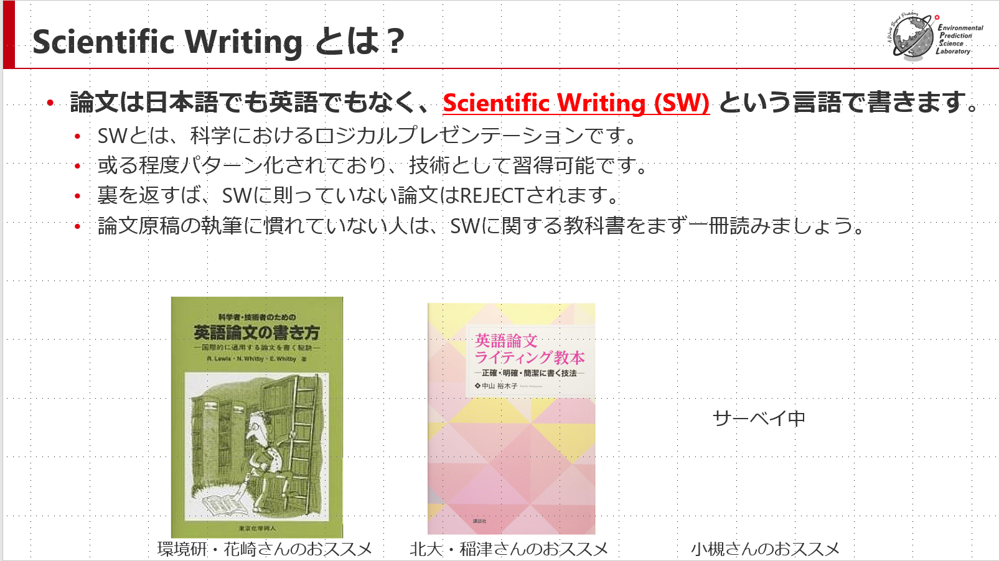 Scientific Writing とは？
A World Beyond Predictions
Environmental
Prediction
Science
Laboratory
• 論文は日本語でも英語でもなく、Scientific Writing (SW) という言語で書きます。
• SWとは、科学におけるロジカルプレゼンテーションです。
• 或る程度パターン化されており、技術として習得可能です。
• 裏を返すば、SWに則っていない論文はREJECTされます。
• 論文原稿の執筆に慣れていない人は、SWに関する教科書をまず一冊読みましょう。
科学者・技術者のための
英語論文の書き方
―国際的に通用する論文を書く秘訣―
R. Lewis・N. Whitby・E. Whitby 著
東京化学同人
英語論文
ライティング教本
―正確・明確・簡潔に書く技法―
中山 裕木子
講談社
サーベイ中
環境研・花崎さんのおススメ
北大・稲津さんのおススメ
小槻さんのおススメ